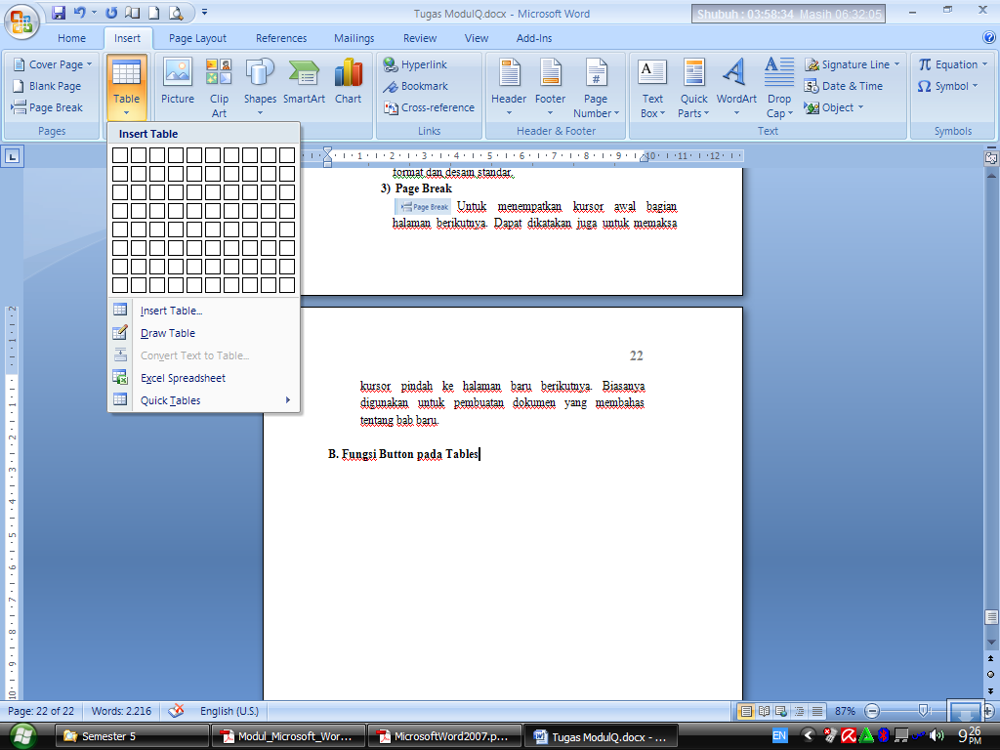 Tugas ModulQ.docx - Microsoft Word
Shubuh : 03:58:34 Masih 06:32:05
Home Insert Page Layout References Mailings Review View Add-Ins
Cover Page
Blank Page
Page Break
Pages
Table
Picture
Clip Art
Shapes
SmartArt
Chart
Hyperlink
Bookmark
Cross-reference
Links
Header
Footer
Page Number
Header & Footer
Text Box
Quick Parts
WordArt
Drop Cap
Signature Line
Date & Time
Object
Text
Equation
Symbol
Symbols
Insert Table
Insert Table...
Draw Table
Convert Text to Table...
Excel Spreadsheet
Quick Tables
1 2 3 4 5 6 7 8 9 10 11 12
format dan desain standar.
3) Page Break
Page Break Untuk menempatkan kursor awal bagian
halaman berikutnya. Dapat dikatakan juga untuk memaksa
22
kursor pindah ke halaman baru berikutnya. Biasanya
digunakan untuk pembuatan dokumen yang membahas
tentang bab baru.
B. Fungsi Button pada Tables
Page: 22 of 22 Words: 2.216 English (U.S.) 87%
Semester 5 Modul_Microsoft_Wor... MicrosoftWord2007.p... Tugas ModulQ.docx - ... EN 9:26 PM